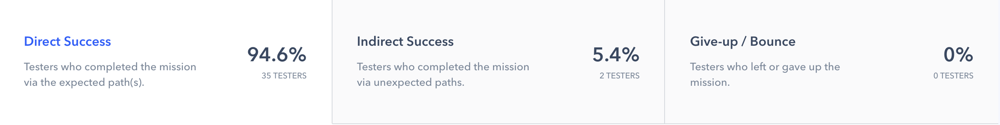 Direct Success
94.6%
Testers who completed the mission
via the expected path(s).
35 TESTERS
Indirect Success
5.4%
Testers who completed the mission
via unexpected paths.
2 TESTERS
Give-up / Bounce
0%
Testers who left or gave up the
mission.
0 TESTERS